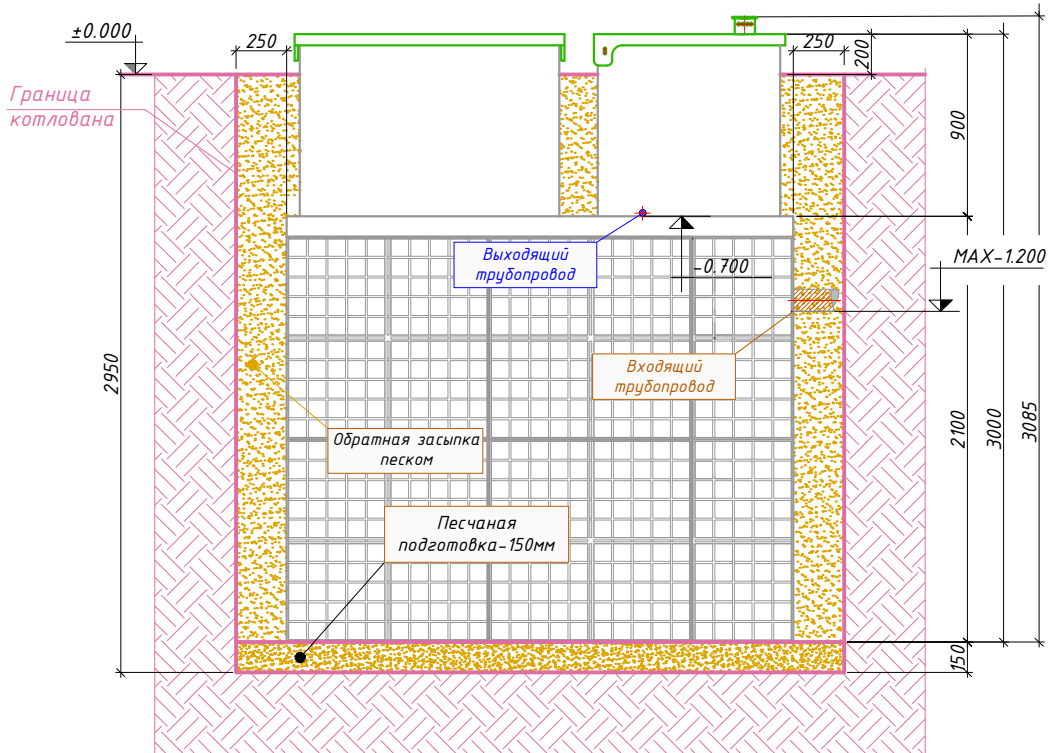 ±0.000
250
250
200
Граница
котлована
900
Выходящий
трубопровод
-0.700
MAX-1.200
2950
Входящий
трубопровод
2100
3000
3085
Обратная засыпка
песком
Песчаная
подготовка-150мм
150